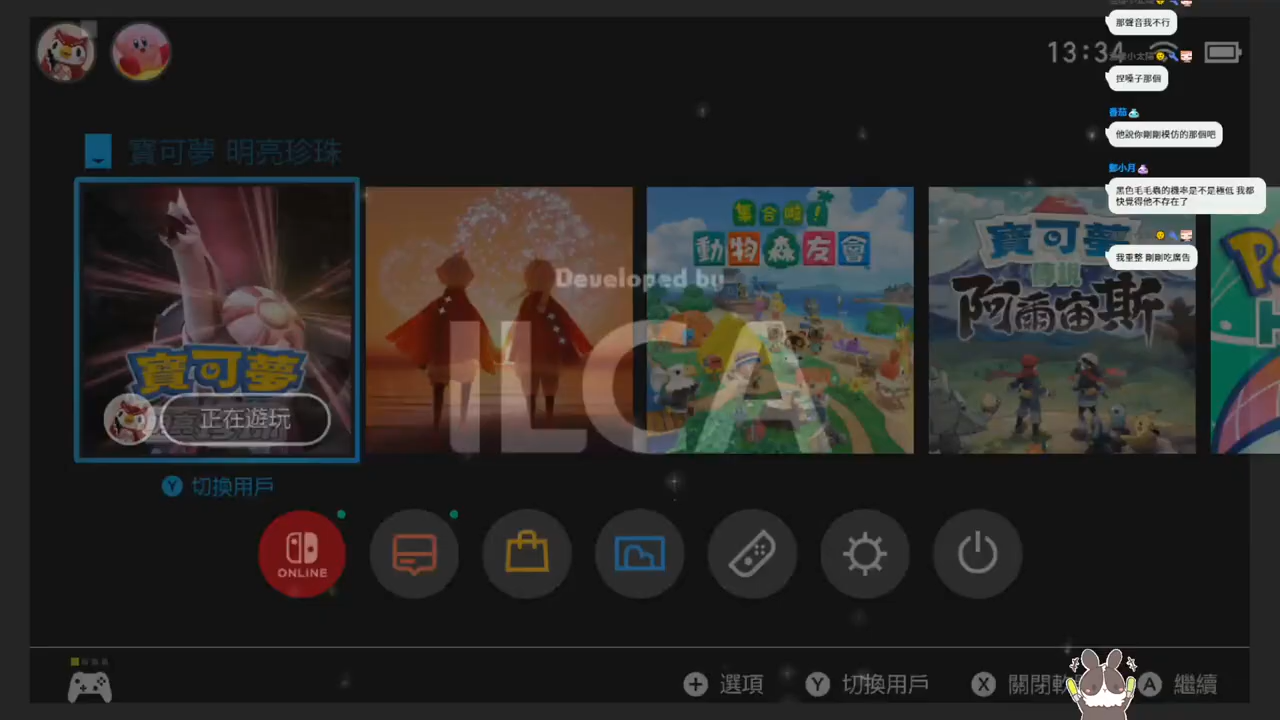 13:34
那聲音我不行
捏嗓子那個
番茄
他說你剛剛模仿的那個吧
鄭小月
黑色毛毛蟲的機率是不是極低 我都
快覺得他不存在了
我重整 剛剛吃廣告
寶可夢 明亮珍珠
寶可夢
正在遊玩
Developed by
ILCA
集合啦！
動物森友會
寶可夢
傳說
阿爾宙斯
切換用戶
ONLINE
選項
切換用戶
關閉軟
繼續